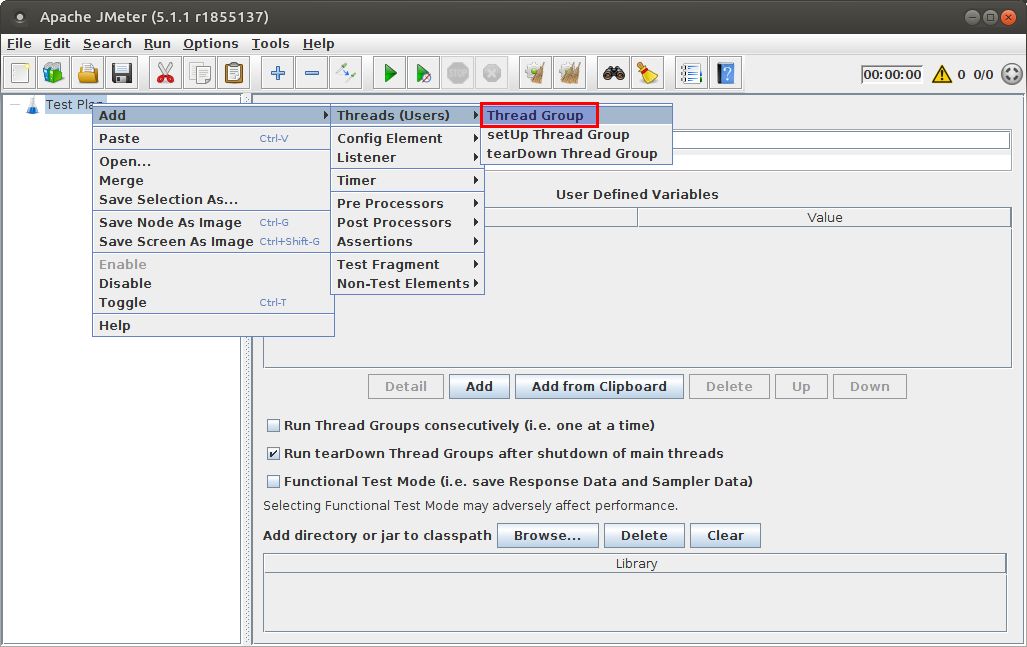 Apache JMeter (5.1.1 r1855137)
File Edit Search Run Options Tools Help
STOP
00:00:00 0 0/0
Test Plan
Add
Paste Ctrl-V
Open...
Merge
Save Selection As...
Save Node As Image Ctrl-G
Save Screen As Image Ctrl+Shift-G
Enable
Disable
Toggle Ctrl-T
Help
Threads (Users)
Config Element
Listener
Timer
Pre Processors
Post Processors
Assertions
Test Fragment
Non-Test Elements
Thread Group
setUp Thread Group
tearDown Thread Group
User Defined Variables
Value
Detail Add Add from Clipboard Delete Up Down
Run Thread Groups consecutively (i.e. one at a time)
Run tearDown Thread Groups after shutdown of main threads
Functional Test Mode (i.e. save Response Data and Sampler Data)
Selecting Functional Test Mode may adversely affect performance.
Add directory or jar to classpath Browse... Delete Clear
Library